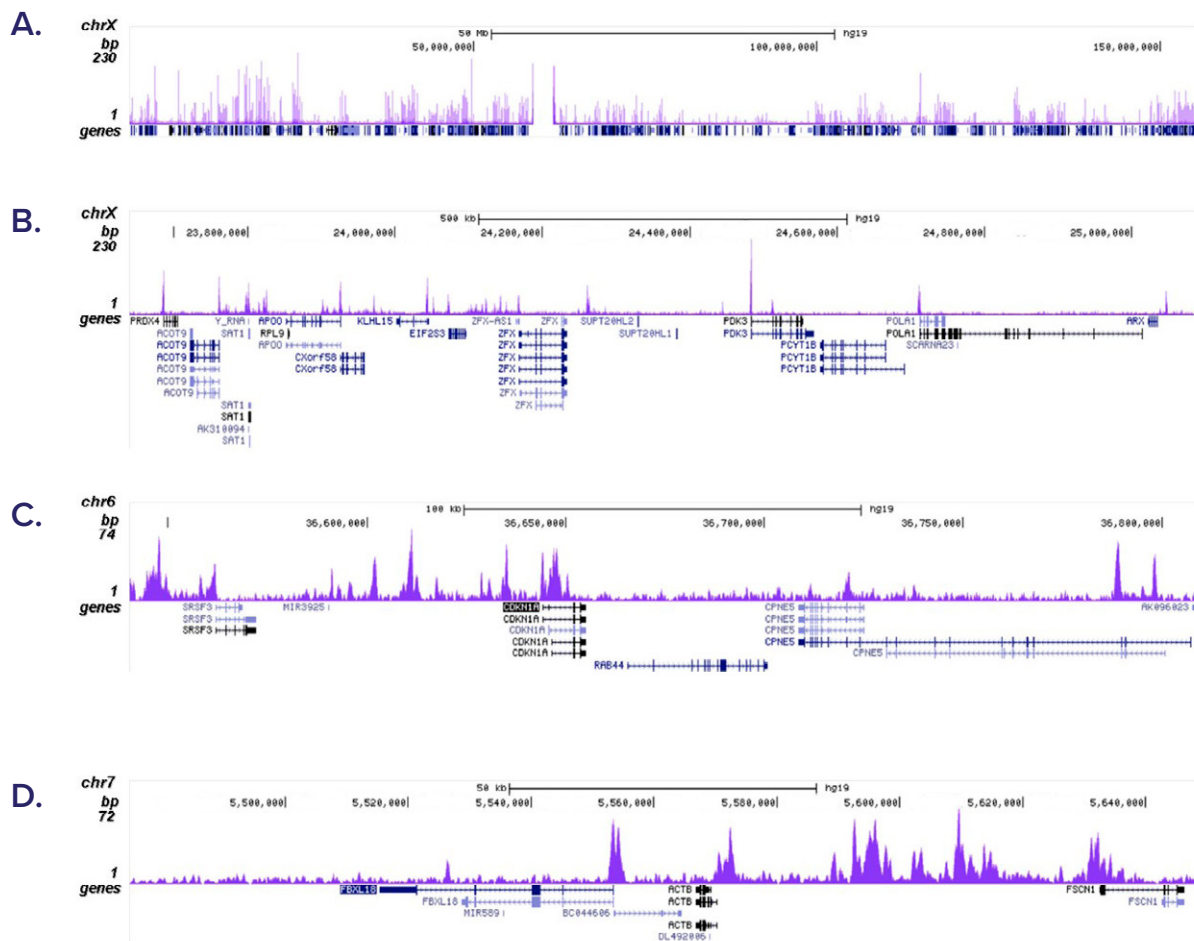 A.
chrX
50 Mb hg19
bp 50,000,000 100,000,000 150,000,000
230
1
genes
B.
chrX
500 kb hg19
bp 23,800,000 24,000,000 24,200,000 24,400,000 24,600,000 24,800,000 25,000,000
230
1
genes
PRDX4 Y_RNA APOO KLHL15 ZFX-AS1 ZFX SUPT20HL2 PDK3 POLA1 ARX
ACOT9 SAT1 RPL9 EIF2S3 ZFX SUPT20HL1 PDK3 POLA1
ACOT9 APOO ZFX PCYT1B SCARNA23
ACOT9 CXorf58 ZFX PCYT1B
ACOT9 CXorf58 ZFX PCYT1B
ACOT9 ZFX
ACOT9 ZFX
SAT1
SAT1
AK310094
SAT1
C.
chr6
100 kb hg19
bp 36,600,000 36,650,000 36,700,000 36,750,000 36,800,000
74
1
genes
SRSF3 MIR3925 CDKN1A CPNE5 AK096023
SRSF3 CDKN1A CPNE5
SRSF3 CDKN1A CPNE5
CDKN1A CPNE5
CDKN1A CPNE5
RAB44
D.
chr7
50 kb hg19
bp 5,500,000 5,520,000 5,540,000 5,560,000 5,580,000 5,600,000 5,620,000 5,640,000
72
1
genes
FBXL18 ACTB FSCN1
FBXL18 ACTB FSCN1
MIR589 BC044606
ACTB
DL492006